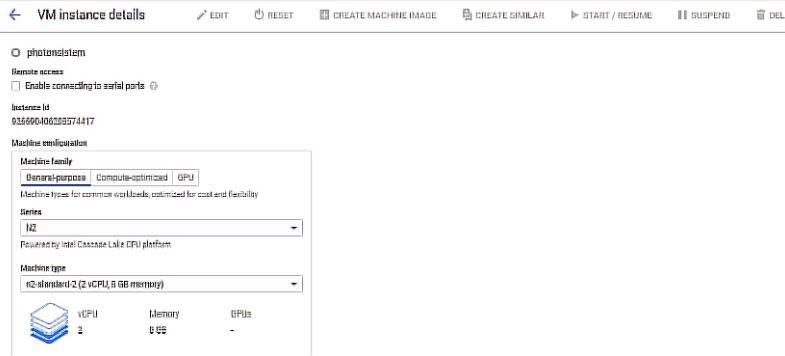 VM instance details
EDIT
RESET
CREATE MACHINE IMAGE
CREATE SIMILAR
START / RESUME
SUSPEND
DEL
photonsistem
Remote access
Enable connecting to serial ports
Instance Id
Machine configuration
Machine family
General-purpose
Compute-optimized
GPU
Machine types for common workloads, optimized for cost and flexibility
Series
N2
Powered by Intel Cascade Lake CPU platform
Machine type
n2-standard-2 (2 vCPU, 8 GB memory)
vCPU
Memory
GPUs
2
8 GB
-